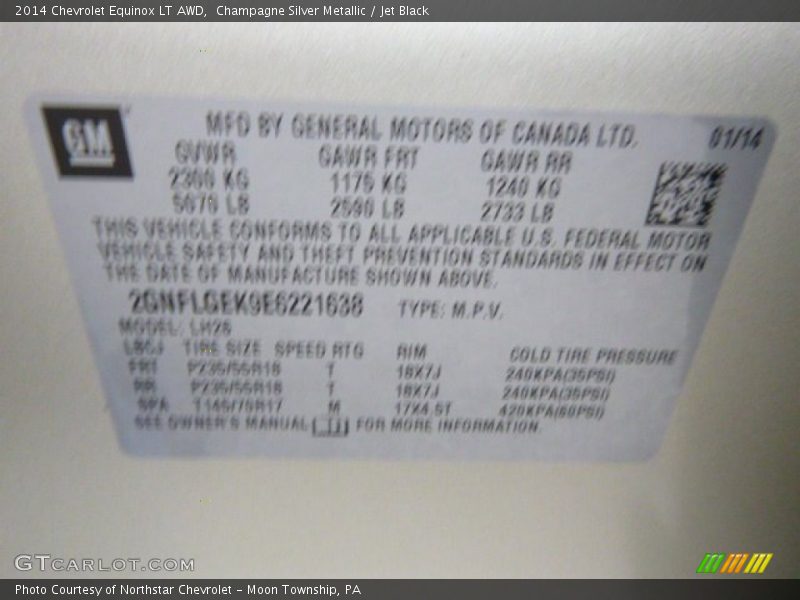 2014 Chevrolet Equinox LT AWD, Champagne Silver Metallic / Jet Black
GM
MFD BY GENERAL MOTORS OF CANADA LTD. 01/14
GVWR GAWR FRT GAWR RR
2300 KG 1175 KG 1240 KG
5070 LB 2590 LB 2733 LB
THIS VEHICLE CONFORMS TO ALL APPLICABLE U.S. FEDERAL MOTOR
VEHICLE SAFETY AND THEFT PREVENTION STANDARDS IN EFFECT ON
THE DATE OF MANUFACTURE SHOWN ABOVE.
2GNFLGEK9E6221638 TYPE: M.P.V.
MODEL: LH26
TIRE SIZE SPEED RTG RIM COLD TIRE PRESSURE
FRT P235/55R18 T 18X7J 240KPA(35PSI)
RR P235/55R18 T 18X7J 240KPA(35PSI)
SPA T145/70R17 M 17X4.5T 420KPA(60PSI)
SEE OWNER'S MANUAL FOR MORE INFORMATION.
GTCARLOT.COM
Photo Courtesy of Northstar Chevrolet - Moon Township, PA